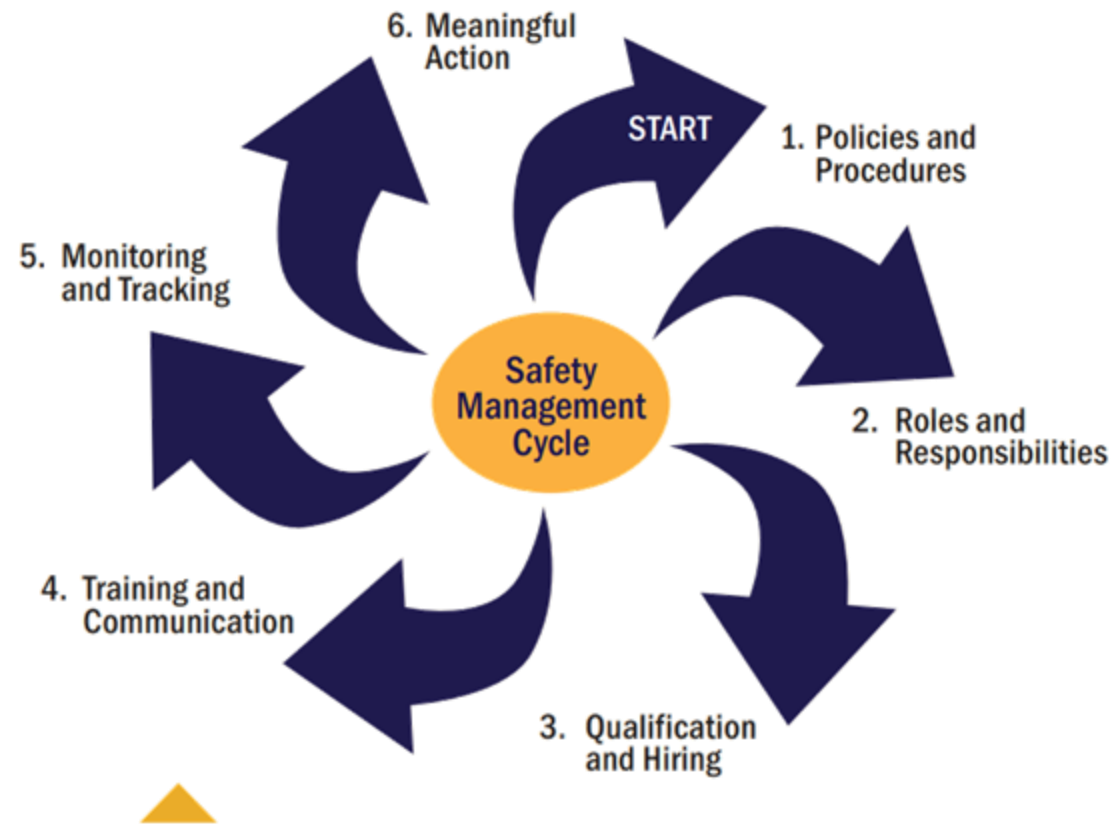 START
1. Policies and
Procedures
2. Roles and
Responsibilities
3. Qualification
and Hiring
4. Training and
Communication
5. Monitoring
and Tracking
6. Meaningful
Action
Safety
Management
Cycle